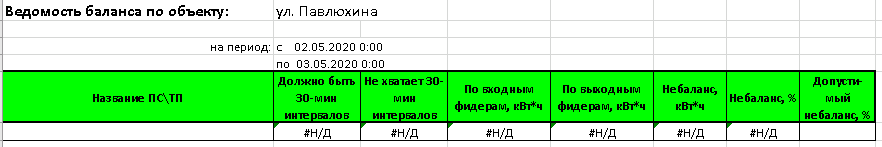 Ведомость баланса по объекту: ул. Павлюхина
на период: с 02.05.2020 0:00
по 03.05.2020 0:00
Название ПС\ТП
Должно быть 30-мин интервалов
Не хватает 30-мин интервалов
По входным фидерам, кВт*ч
По выходным фидерам, кВт*ч
Небаланс, кВт*ч
Небаланс, %
Допусти-мый небаланс, %
#Н/Д #Н/Д #Н/Д #Н/Д #Н/Д #Н/Д